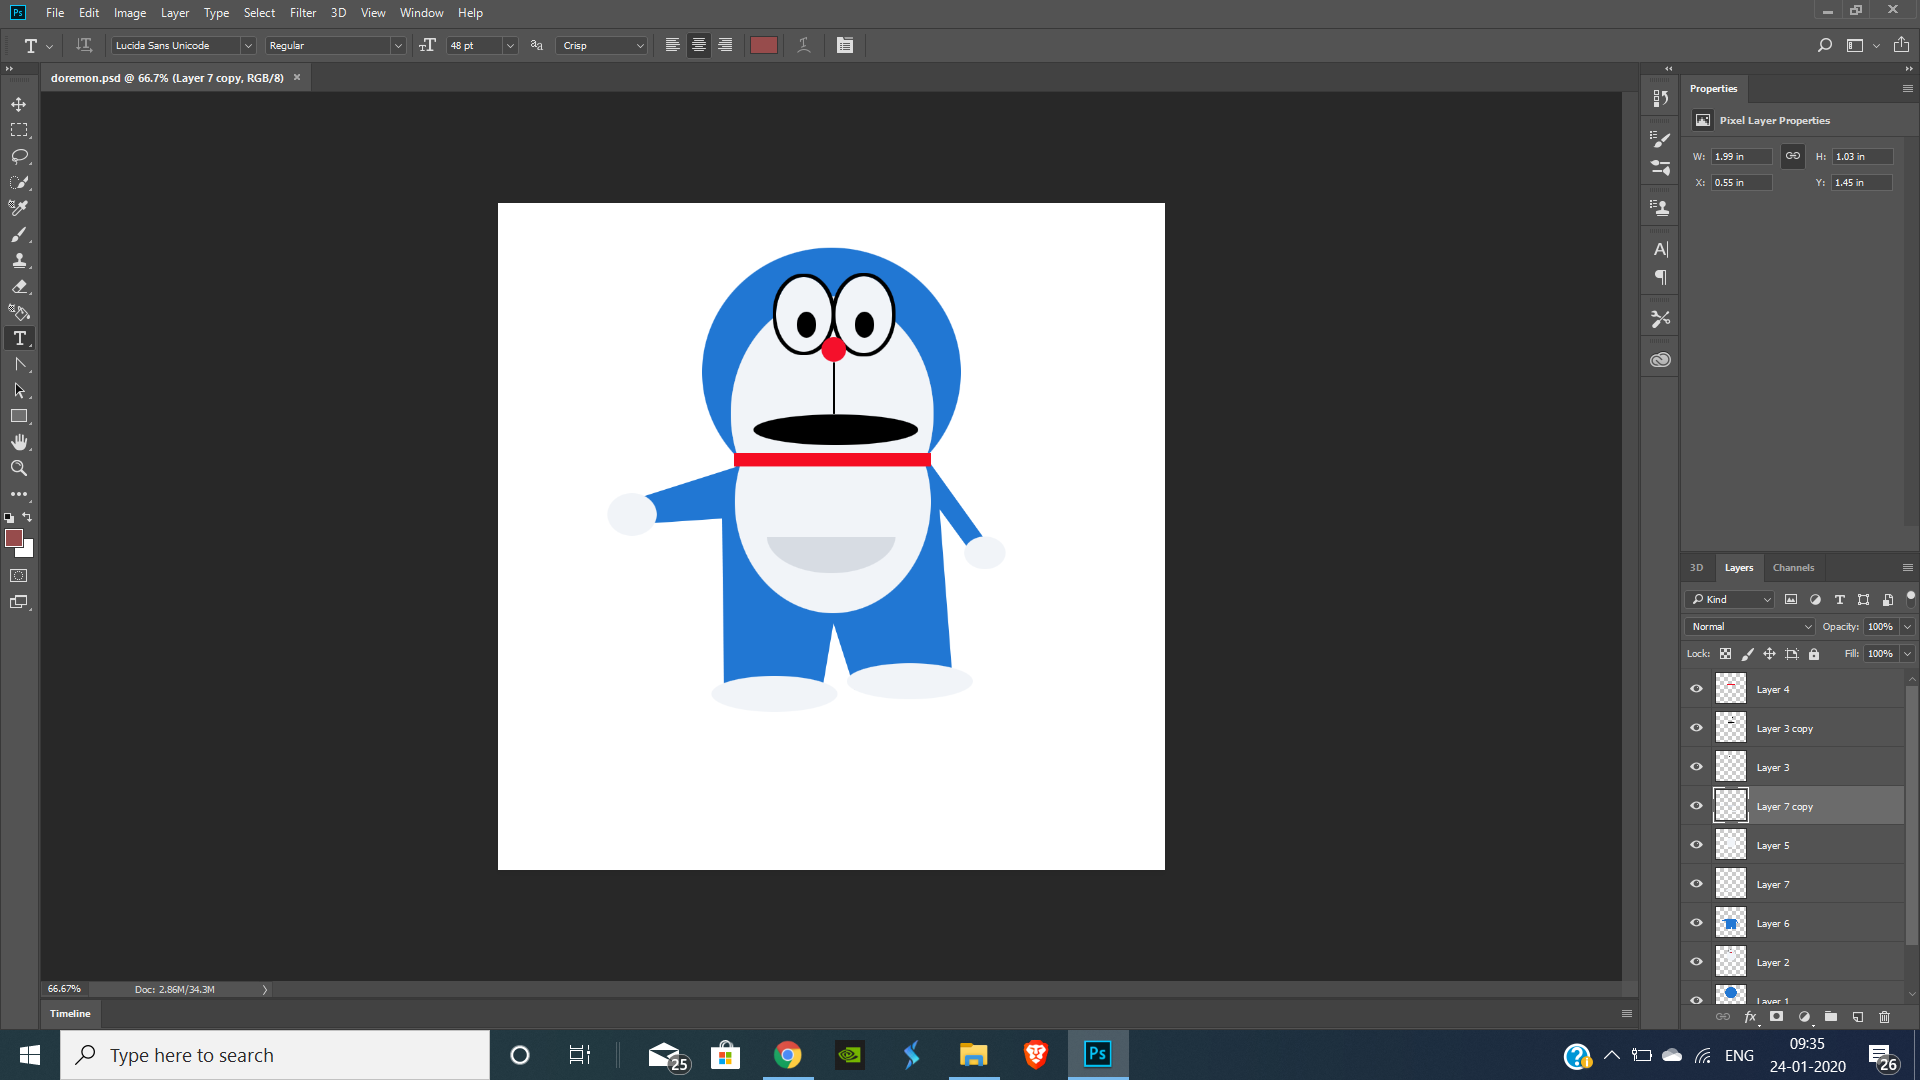 Ps File Edit Image Layer Type Select Filter 3D View Window Help
T Lucida Sans Unicode Regular 48 pt Crisp
doremon.psd @ 66.7% (Layer 7 copy, RGB/8) ×
Properties
Pixel Layer Properties
W: 1.99 in H: 1.03 in
X: 0.55 in Y: 1.45 in
3D Layers Channels
Kind
Normal Opacity: 100%
Lock: Fill: 100%
Layer 4
Layer 3 copy
Layer 3
Layer 7 copy
Layer 5
Layer 7
Layer 6
Layer 2
Layer 1
66.67% Doc: 2.86M/34.3M
Timeline
Type here to search
25
Ps
ENG
09:35
24-01-2020
26